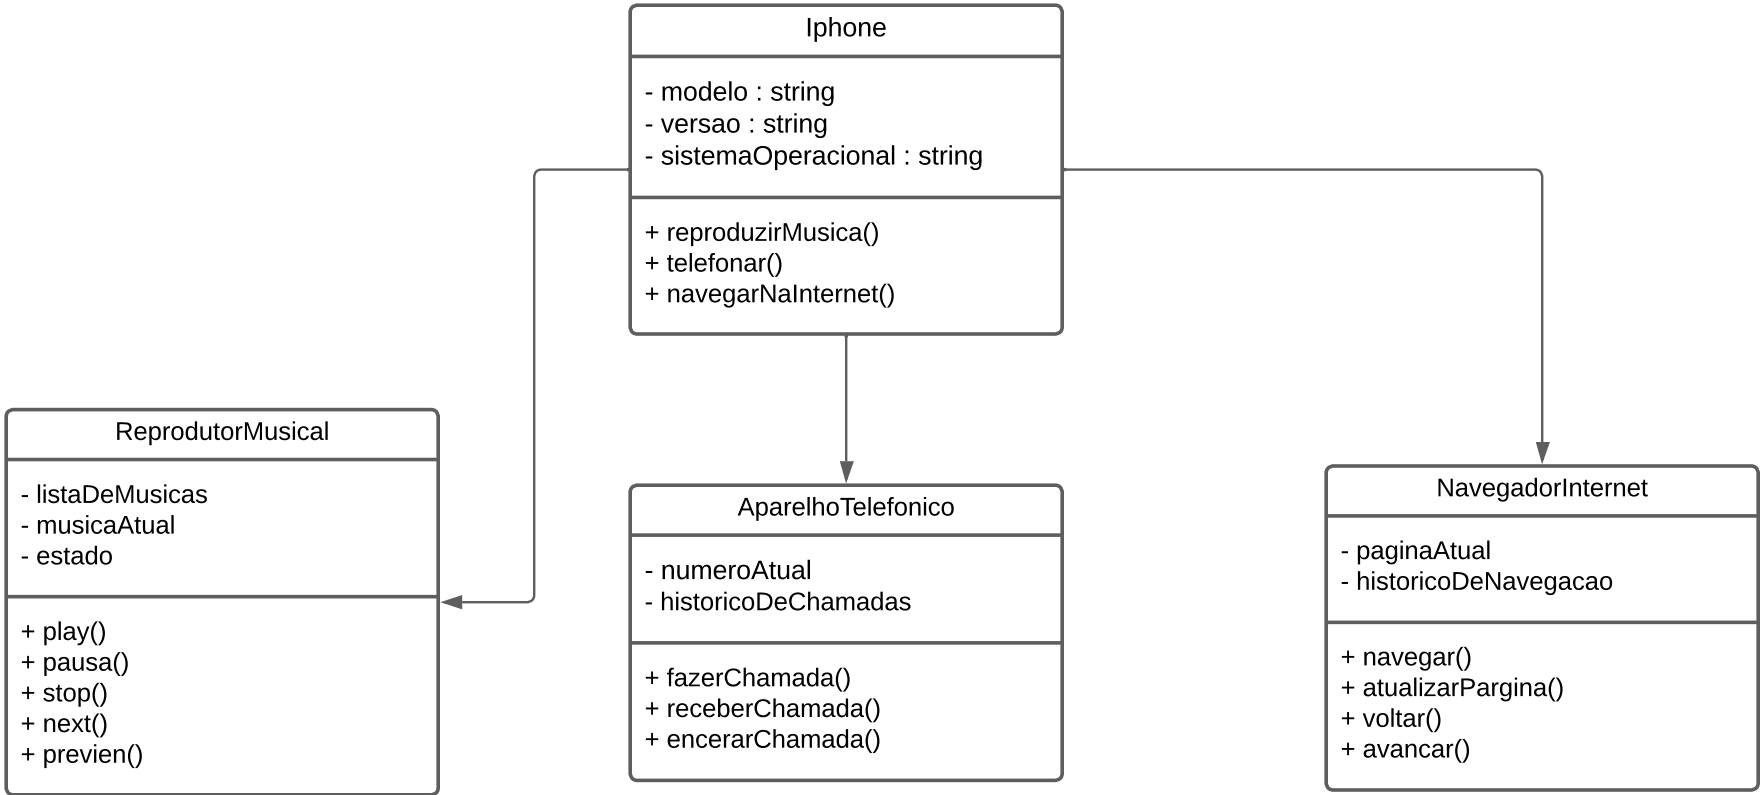 Iphone
- modelo : string
- versao : string
- sistemaOperacional : string
+ reproduzirMusica()
+ telefonar()
+ navegarNaInternet()
ReprodutorMusical
- listaDeMusicas
- musicaAtual
- estado
+ play()
+ pausa()
+ stop()
+ next()
+ previen()
AparelhoTelefonico
- numeroAtual
- historicoDeChamadas
+ fazerChamada()
+ receberChamada()
+ encerarChamada()
NavegadorInternet
- paginaAtual
- historicoDeNavegacao
+ navegar()
+ atualizarPargina()
+ voltar()
+ avancar()